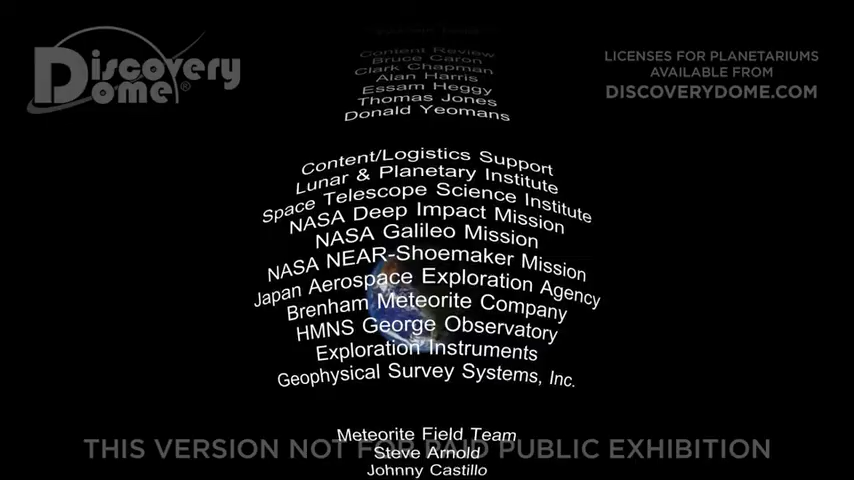 Discovery
Dome®
LICENSES FOR PLANETARIUMS
AVAILABLE FROM
DISCOVERYDOME.COM
Content Review
Bruce Caron
Clark Chapman
Alan Harris
Essam Heggy
Thomas Jones
Donald Yeomans
Content/Logistics Support
Lunar & Planetary Institute
Space Telescope Science Institute
NASA Deep Impact Mission
NASA Galileo Mission
NASA NEAR-Shoemaker Mission
Japan Aerospace Exploration Agency
Brenham Meteorite Company
HMNS George Observatory
Exploration Instruments
Geophysical Survey Systems, Inc.
Meteorite Field Team
Steve Arnold
Johnny Castillo
THIS VERSION NOT FOR PAID PUBLIC EXHIBITION